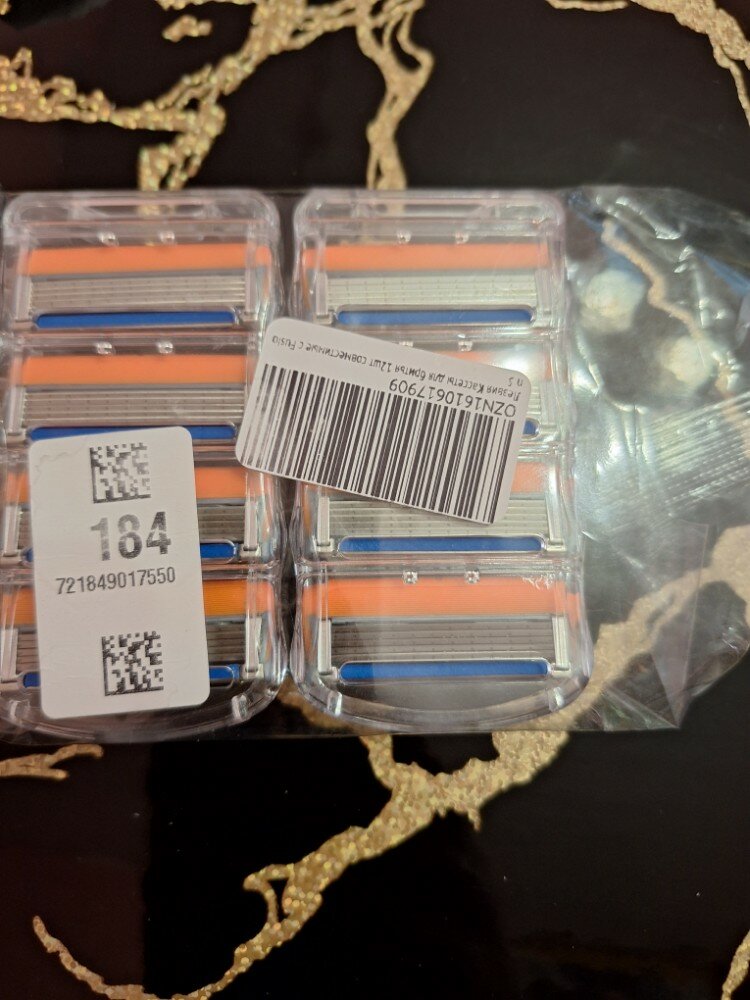 184
721849017550
OZN1610617909
Лезвия Кассеты для бритья 12шт совместимые с Fusio
n 5